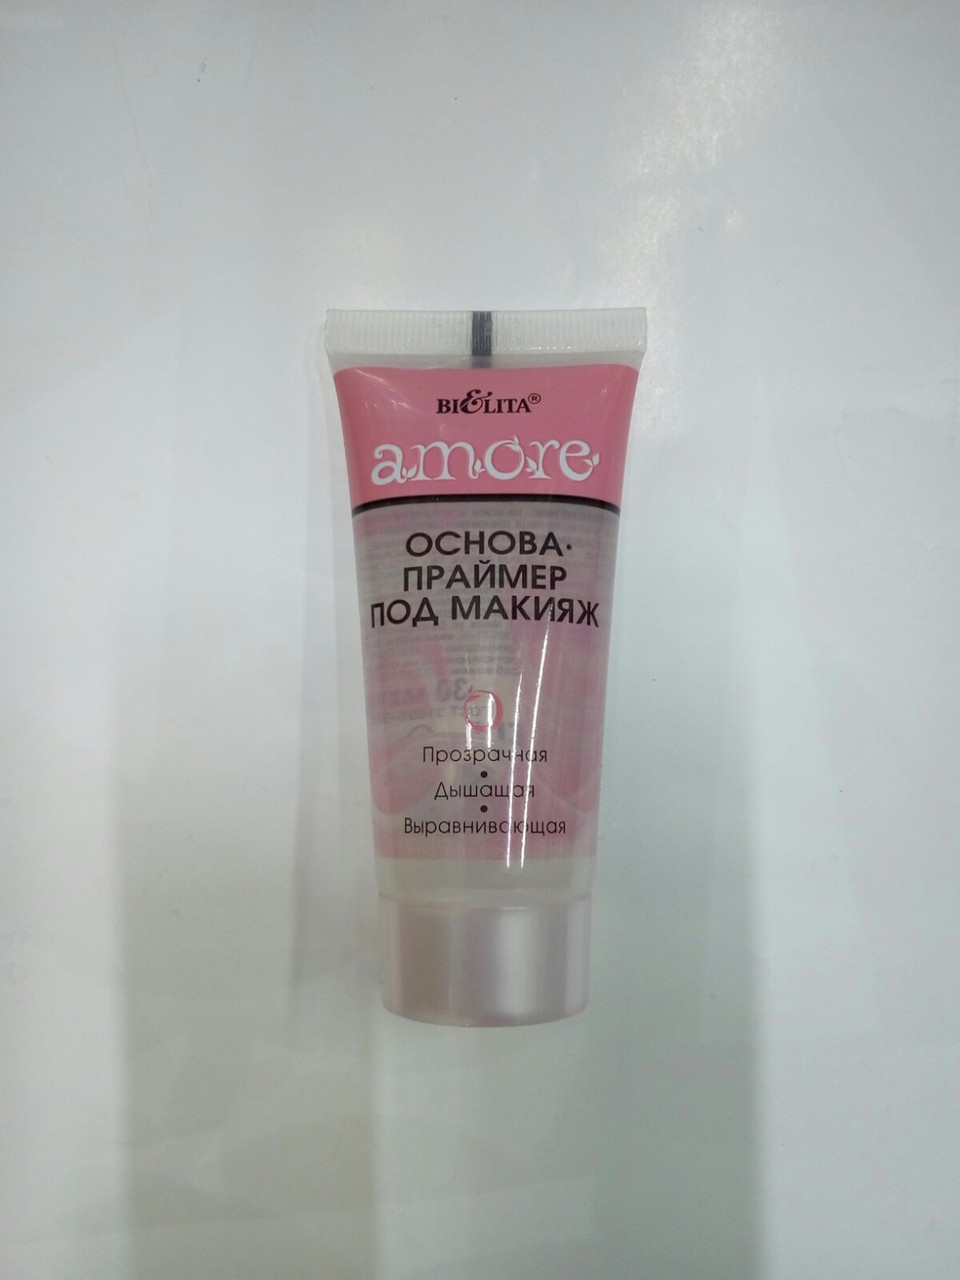 BIELITA®
amore
ОСНОВА-
ПРАЙМЕР
ПОД МАКИЯЖ
Прозрачная
•
Дышащая
•
Выравнивающая